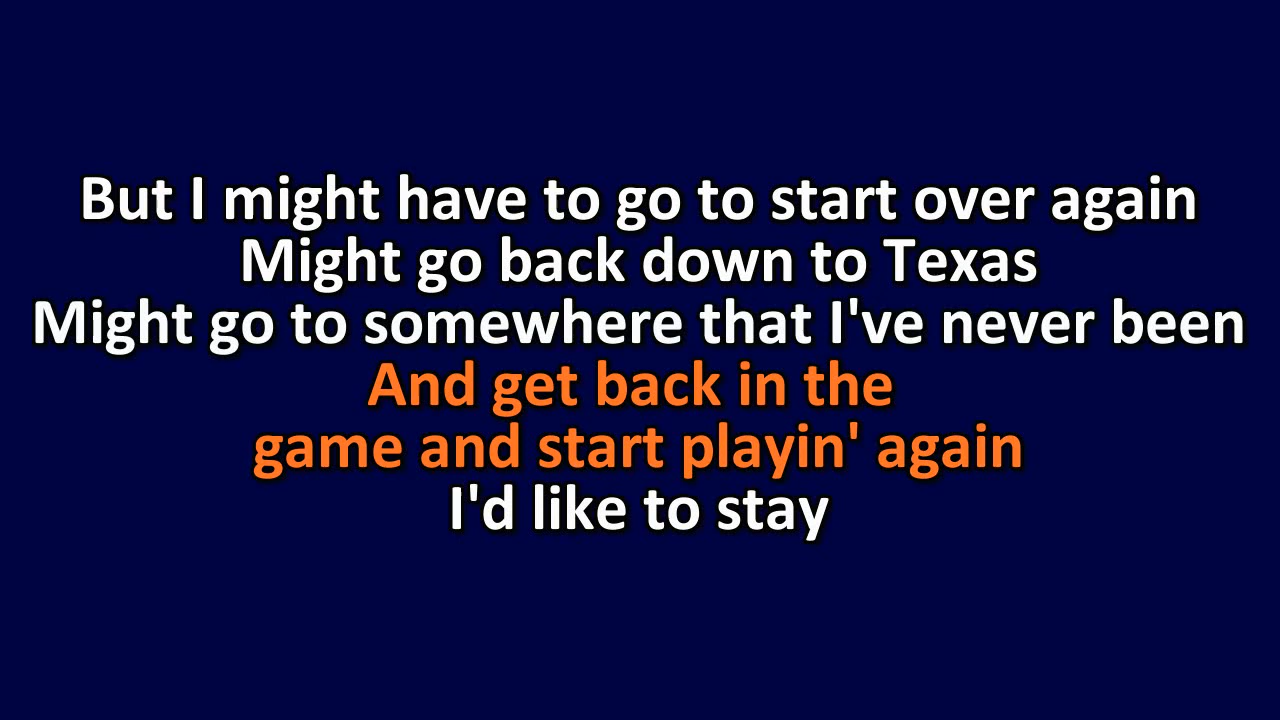 But I might have to go to start over again
Might go back down to Texas
Might go to somewhere that I've never been
And get back in the
game and start playin' again
I'd like to stay